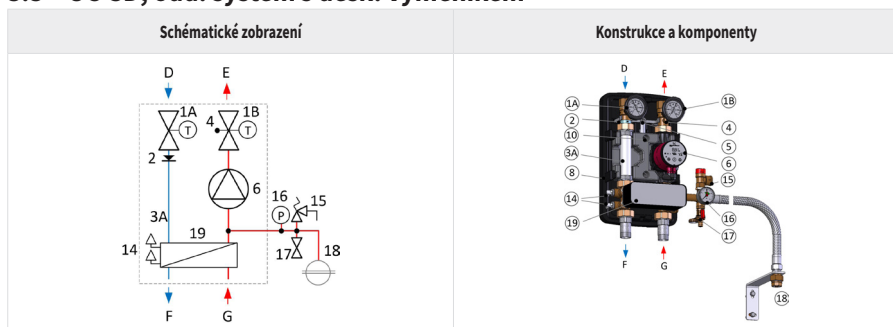 Schématické zobrazení
Konstrukce a komponenty
D E
1A 1B
4
T T
2
6
16 15
P
3A
19
14
17 18
F G
D E
1A 1B
2 4
10 5
3A 6
8 15
14
19 16
17
F G
18